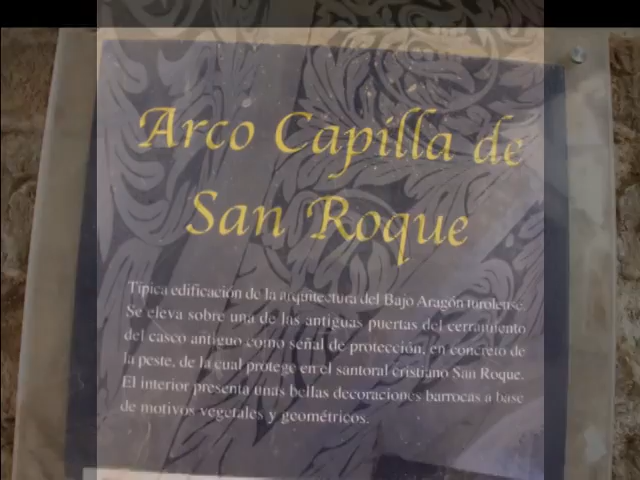 Arco Capilla de
San Roque
Típica edificación de la arquitectura del Bajo Aragón turolense.
Se eleva sobre una de las antiguas puertas del cerramiento
del casco antiguo como señal de protección, en concreto de
la peste, de la cual protege en el santoral cristiano San Roque.
El interior presenta unas bellas decoraciones barrocas a base
de motivos vegetales y geométricos.